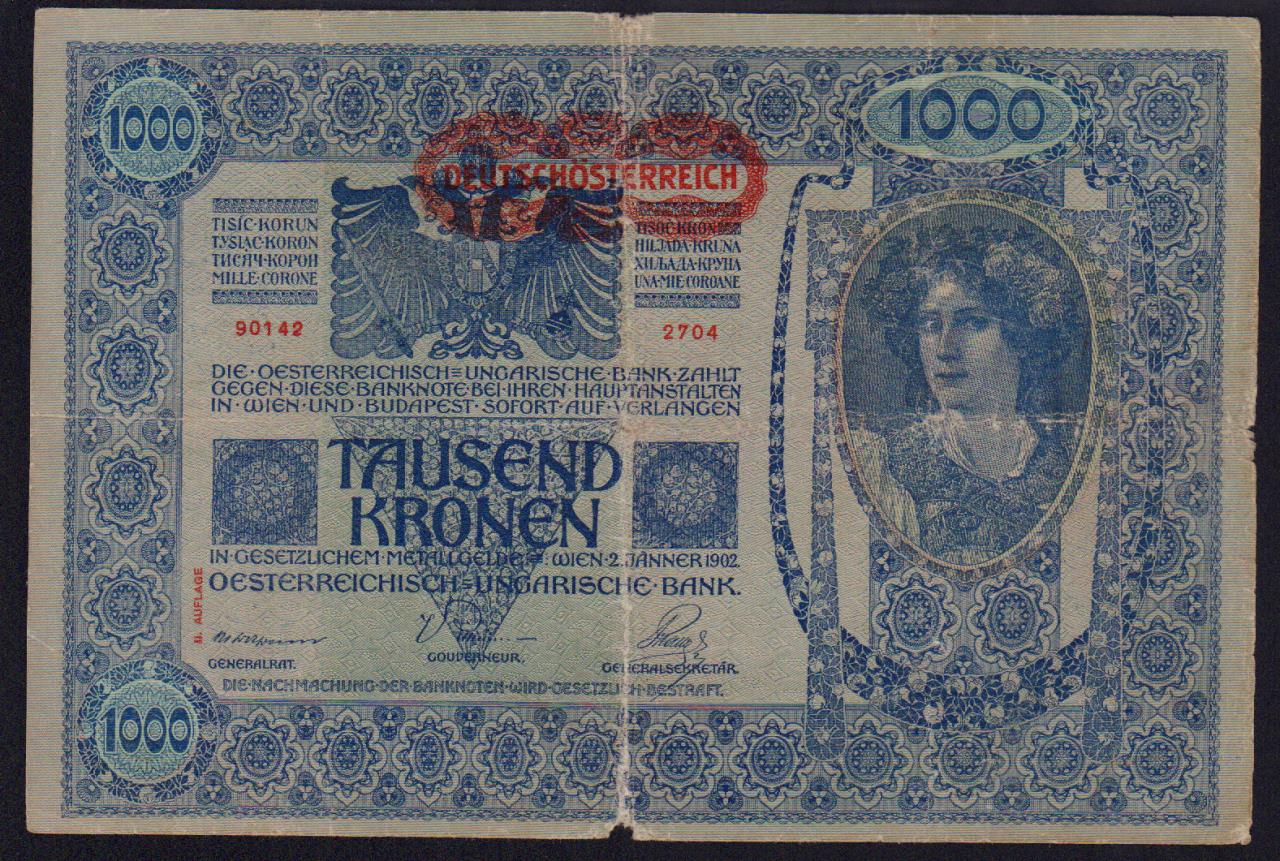 1000
1000
DEUTSCHÖSTERREICH
TISÍC·KORUN
TYSIĄC·KORON
ТИСЯЧ·КОРОН
MILLE·CORONE
TISOČ·KRON
HILJADA·KRUNA
ХИЉАДА·КРУНА
UNA·MIE·COROANE
90142
2704
DIE·OESTERREICHISCH=UNGARISCHE·BANK·ZAHLT
GEGEN·DIESE·BANKNOTE·BEI·IHREN·HAUPTANSTALTEN
IN·WIEN·UND·BUDAPEST·SOFORT·AUF·VERLANGEN
TAUSEND
KRONEN
IN·GESETZLICHEM·METALLGELDE=:WIEN·2·JÄNNER·1902.
OESTERREICHISCH=UNGARISCHE·BANK.
II. AUFLAGE
GENERALRAT.
GOUVERNEUR.
GENERALSEKRETÄR.
DIE·NACHMACHUNG·DER·BANKNOTEN·WIRD·GESETZLICH·BESTRAFT.
1000